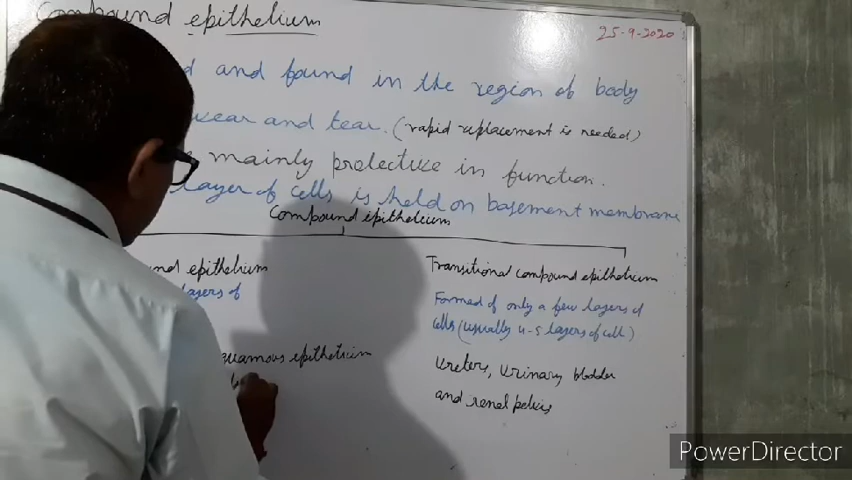 Compound epithelium
25-9-2020
and found in the region of body
wear and tear. (rapid replacement is needed)
mainly protective in function.
layer of cells is held on basement membrane
Compound epithelium
epithelium
layers of
Transitional compound epithelium
Formed of only a few layers of
cells (usually 4-5 layers of cell)
epithelium
Ureters, Urinary bladder
and renal pelvis
PowerDirector